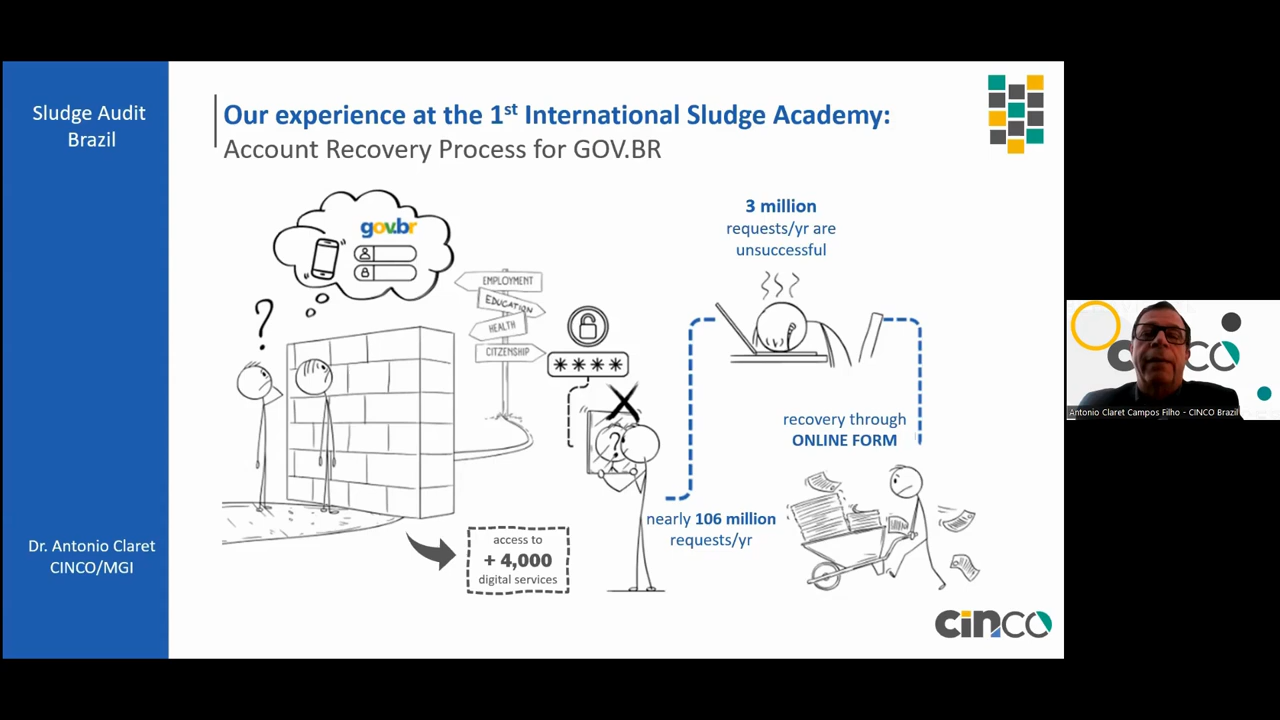 Sludge Audit
Brazil
Our experience at the 1st International Sludge Academy:
Account Recovery Process for GOV.BR
gov.br
EMPLOYMENT
EDUCATION
HEALTH
CITZENSHIP
****
3 million
requests/yr are
unsuccessful
recovery through
ONLINE FORM
nearly 106 million
requests/yr
access to
+ 4,000
digital services
Dr. Antonio Claret
CINCO/MGI
cinco
Antonio Claret Campos Filho - CINCO Brazil